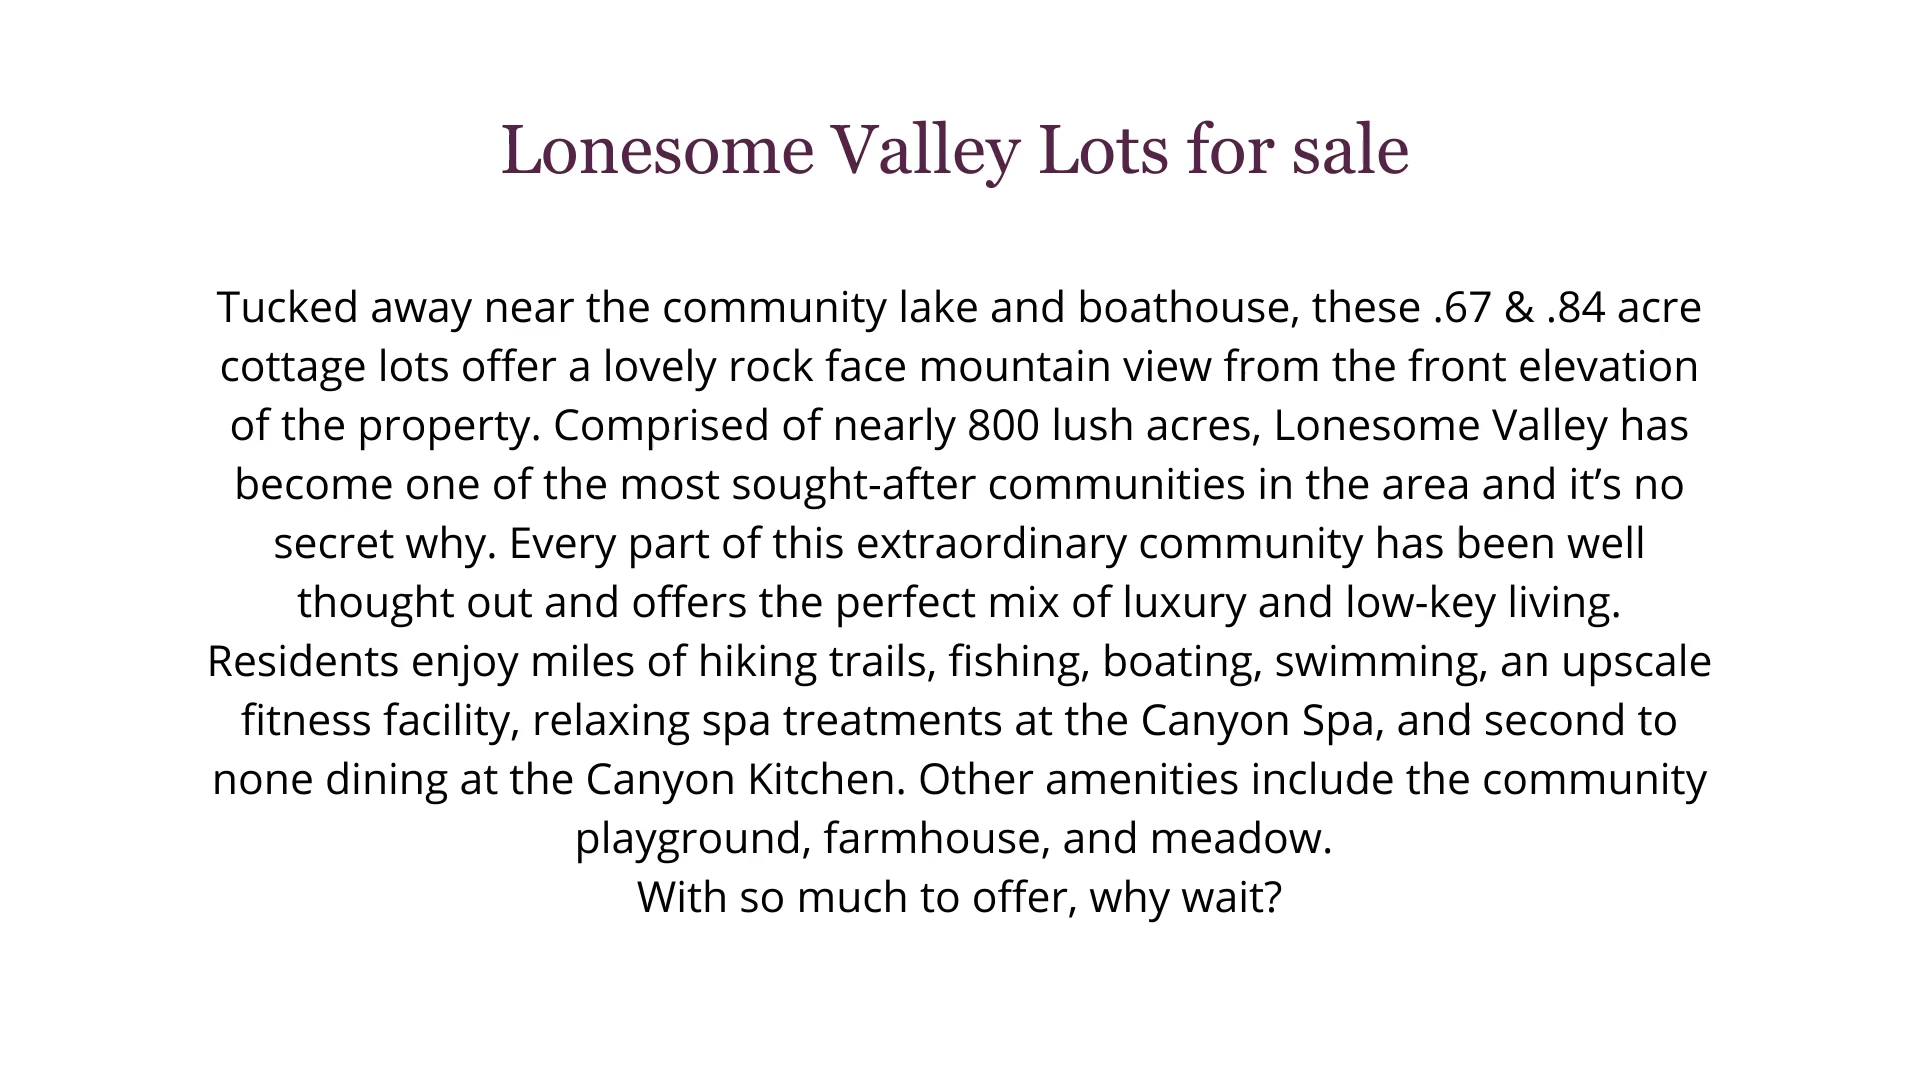 Lonesome Valley Lots for sale
Tucked away near the community lake and boathouse, these .67 & .84 acre
cottage lots offer a lovely rock face mountain view from the front elevation
of the property. Comprised of nearly 800 lush acres, Lonesome Valley has
become one of the most sought-after communities in the area and it’s no
secret why. Every part of this extraordinary community has been well
thought out and offers the perfect mix of luxury and low-key living.
Residents enjoy miles of hiking trails, fishing, boating, swimming, an upscale
fitness facility, relaxing spa treatments at the Canyon Spa, and second to
none dining at the Canyon Kitchen. Other amenities include the community
playground, farmhouse, and meadow.
With so much to offer, why wait?